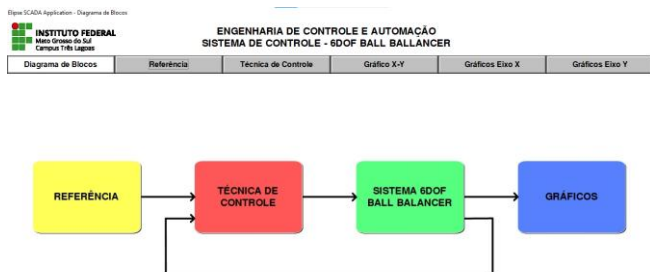 Elipse SCADA Application - Diagrama de Blocos
INSTITUTO FEDERAL
Mato Grosso do Sul
Campus Três Lagoas
ENGENHARIA DE CONTROLE E AUTOMAÇÃO
SISTEMA DE CONTROLE - 6DOF BALL BALLANCER
Diagrama de Blocos
Referência
Técnica de Controle
Gráfico X-Y
Gráficos Eixo X
Gráficos Eixo Y
REFERÊNCIA
TÉCNICA DE
CONTROLE
SISTEMA 6DOF
BALL BALANCER
GRÁFICOS